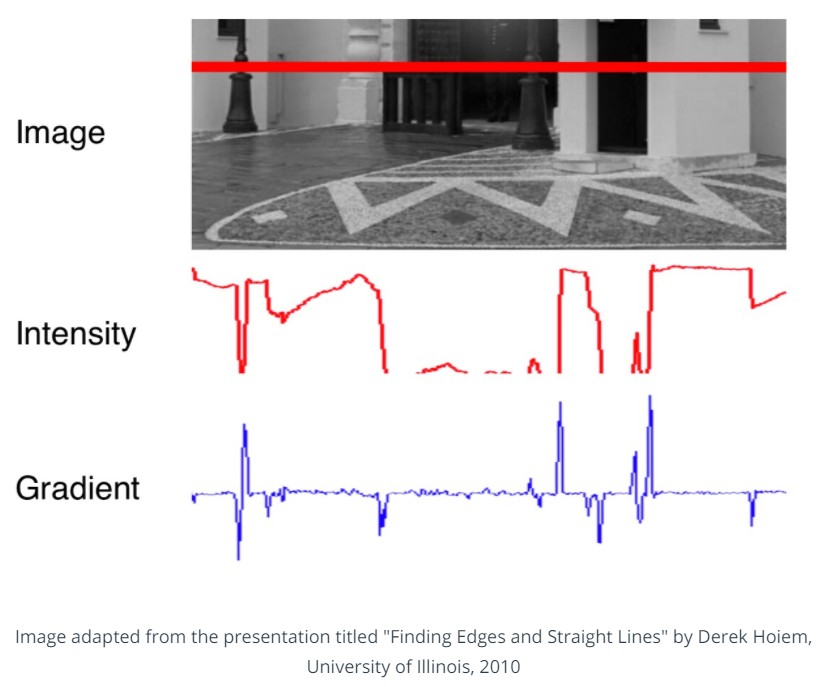 Image
Intensity
Gradient
Image adapted from the presentation titled "Finding Edges and Straight Lines" by Derek Hoiem,
University of Illinois, 2010